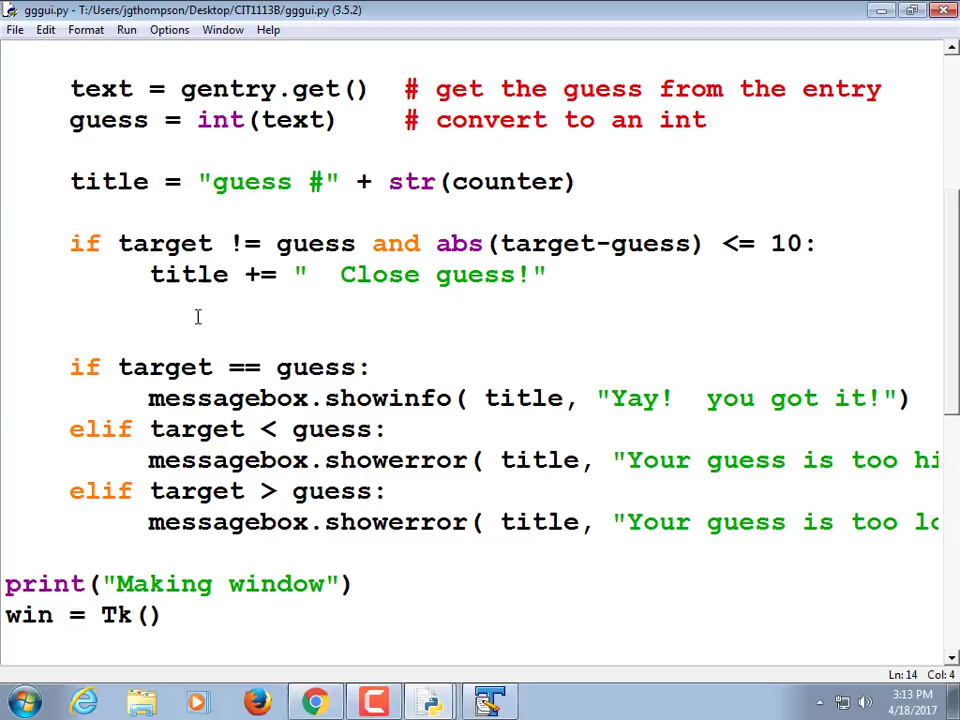 gggui.py - T:/Users/jgthompson/Desktop/CIT1113B/gggui.py (3.5.2)
File Edit Format Run Options Window Help
text = gentry.get()  # get the guess from the entry
guess = int(text)    # convert to an int
title = "guess #" + str(counter)
if target != guess and abs(target-guess) <= 10:
title += "  Close guess!"
if target == guess:
messagebox.showinfo( title, "Yay!  you got it!")
elif target < guess:
messagebox.showerror( title, "Your guess is too hi
elif target > guess:
messagebox.showerror( title, "Your guess is too lo
print("Making window")
win = Tk()
Ln: 14 Col: 4
3:13 PM
4/18/2017